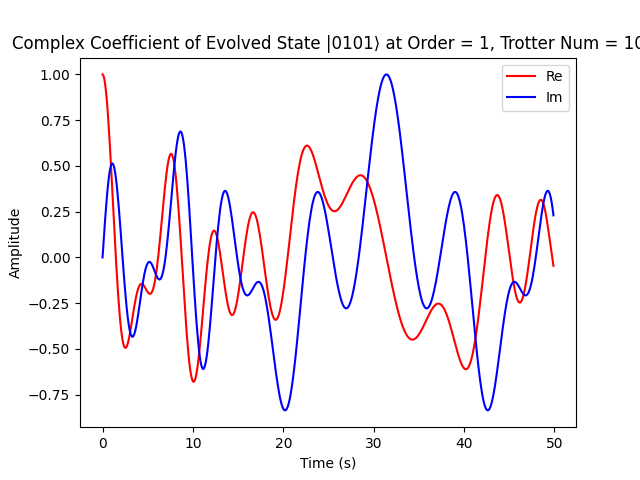 Complex Coefficient of Evolved State |0101⟩ at Order = 1, Trotter Num = 10
Re
Im
1.00
0.75
0.50
0.25
0.00
−0.25
−0.50
−0.75
Amplitude
0 10 20 30 40 50
Time (s)